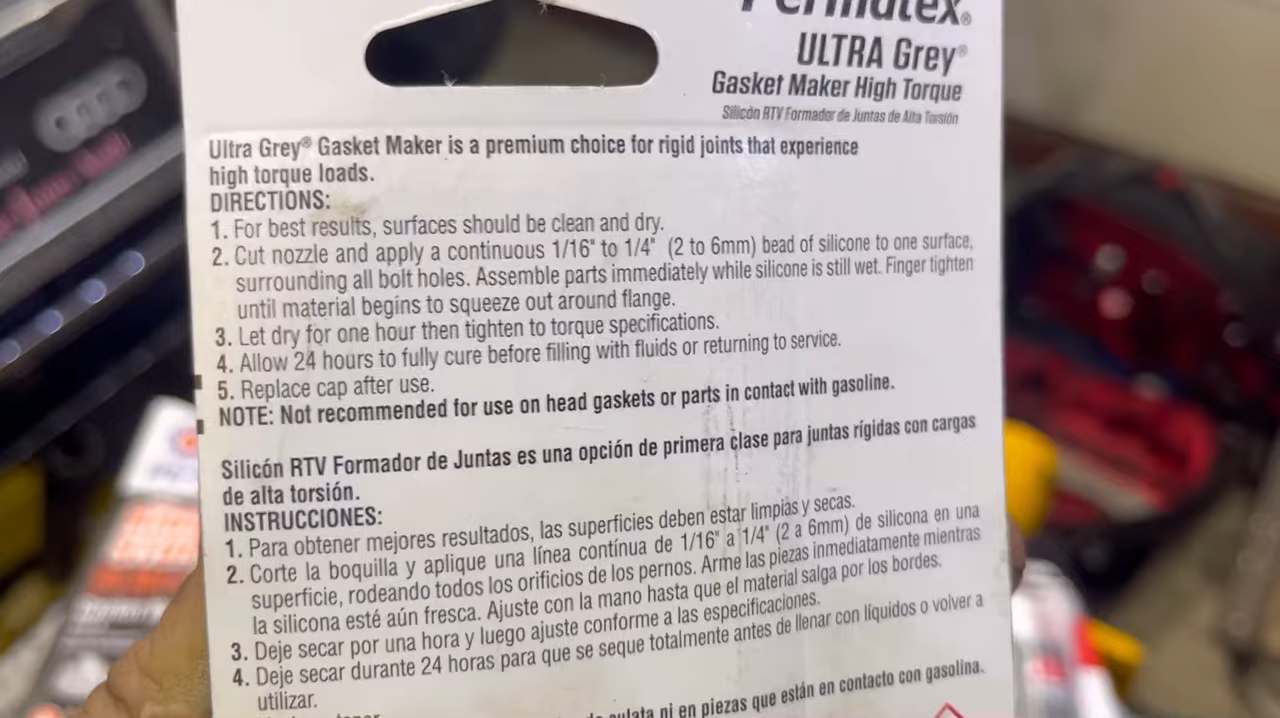 Permatex®
ULTRA Grey®
Gasket Maker High Torque
Silicón RTV Formador de Juntas de Alta Torsión
Ultra Grey® Gasket Maker is a premium choice for rigid joints that experience
high torque loads.
DIRECTIONS:
1. For best results, surfaces should be clean and dry.
2. Cut nozzle and apply a continuous 1/16" to 1/4" (2 to 6mm) bead of silicone to one surface,
surrounding all bolt holes. Assemble parts immediately while silicone is still wet. Finger tighten
until material begins to squeeze out around flange.
3. Let dry for one hour then tighten to torque specifications.
4. Allow 24 hours to fully cure before filling with fluids or returning to service.
5. Replace cap after use.
NOTE: Not recommended for use on head gaskets or parts in contact with gasoline.
Silicón RTV Formador de Juntas es una opción de primera clase para juntas rígidas con cargas
de alta torsión.
INSTRUCCIONES:
1. Para obtener mejores resultados, las superficies deben estar limpias y secas.
2. Corte la boquilla y aplique una línea contínua de 1/16" a 1/4" (2 a 6mm) de silicona en una
superficie, rodeando todos los orificios de los pernos. Arme las piezas inmediatamente mientras
la silicona esté aún fresca. Ajuste con la mano hasta que el material salga por los bordes.
3. Deje secar por una hora y luego ajuste conforme a las especificaciones.
4. Deje secar durante 24 horas para que se seque totalmente antes de llenar con líquidos o volver a
utilizar.
ni en piezas que están en contacto con gasolina.